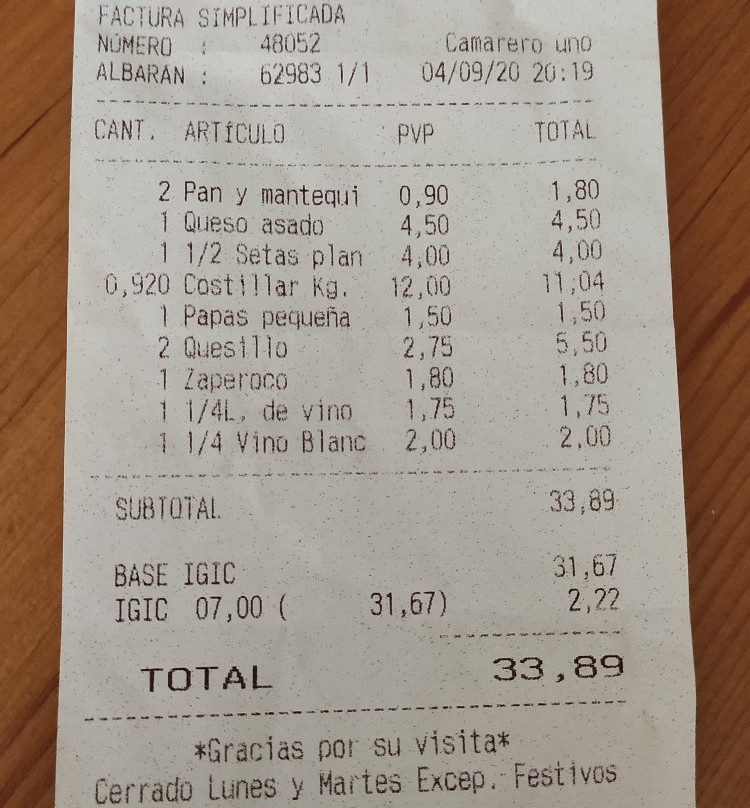 FACTURA SIMPLIFICADA
NÚMERO : 48052 Camarero uno
ALBARÁN : 62983 1/1 04/09/20 20:19
CANT. ARTÍCULO PVP TOTAL
2 Pan y mantequi 0,90 1,80
1 Queso asado 4,50 4,50
1 1/2 Setas plan 4,00 4,00
0,920 Costillar Kg. 12,00 11,04
1 Papas pequeña 1,50 1,50
2 Quesillo 2,75 5,50
1 Zaperoco 1,80 1,80
1 1/4L. de vino 1,75 1,75
1 1/4 Vino Blanc 2,00 2,00
SUBTOTAL 33,89
BASE IGIC 31,67
IGIC 07,00 ( 31,67) 2,22
TOTAL 33,89
*Gracias por su visita*
Cerrado Lunes y Martes Excep. Festivos